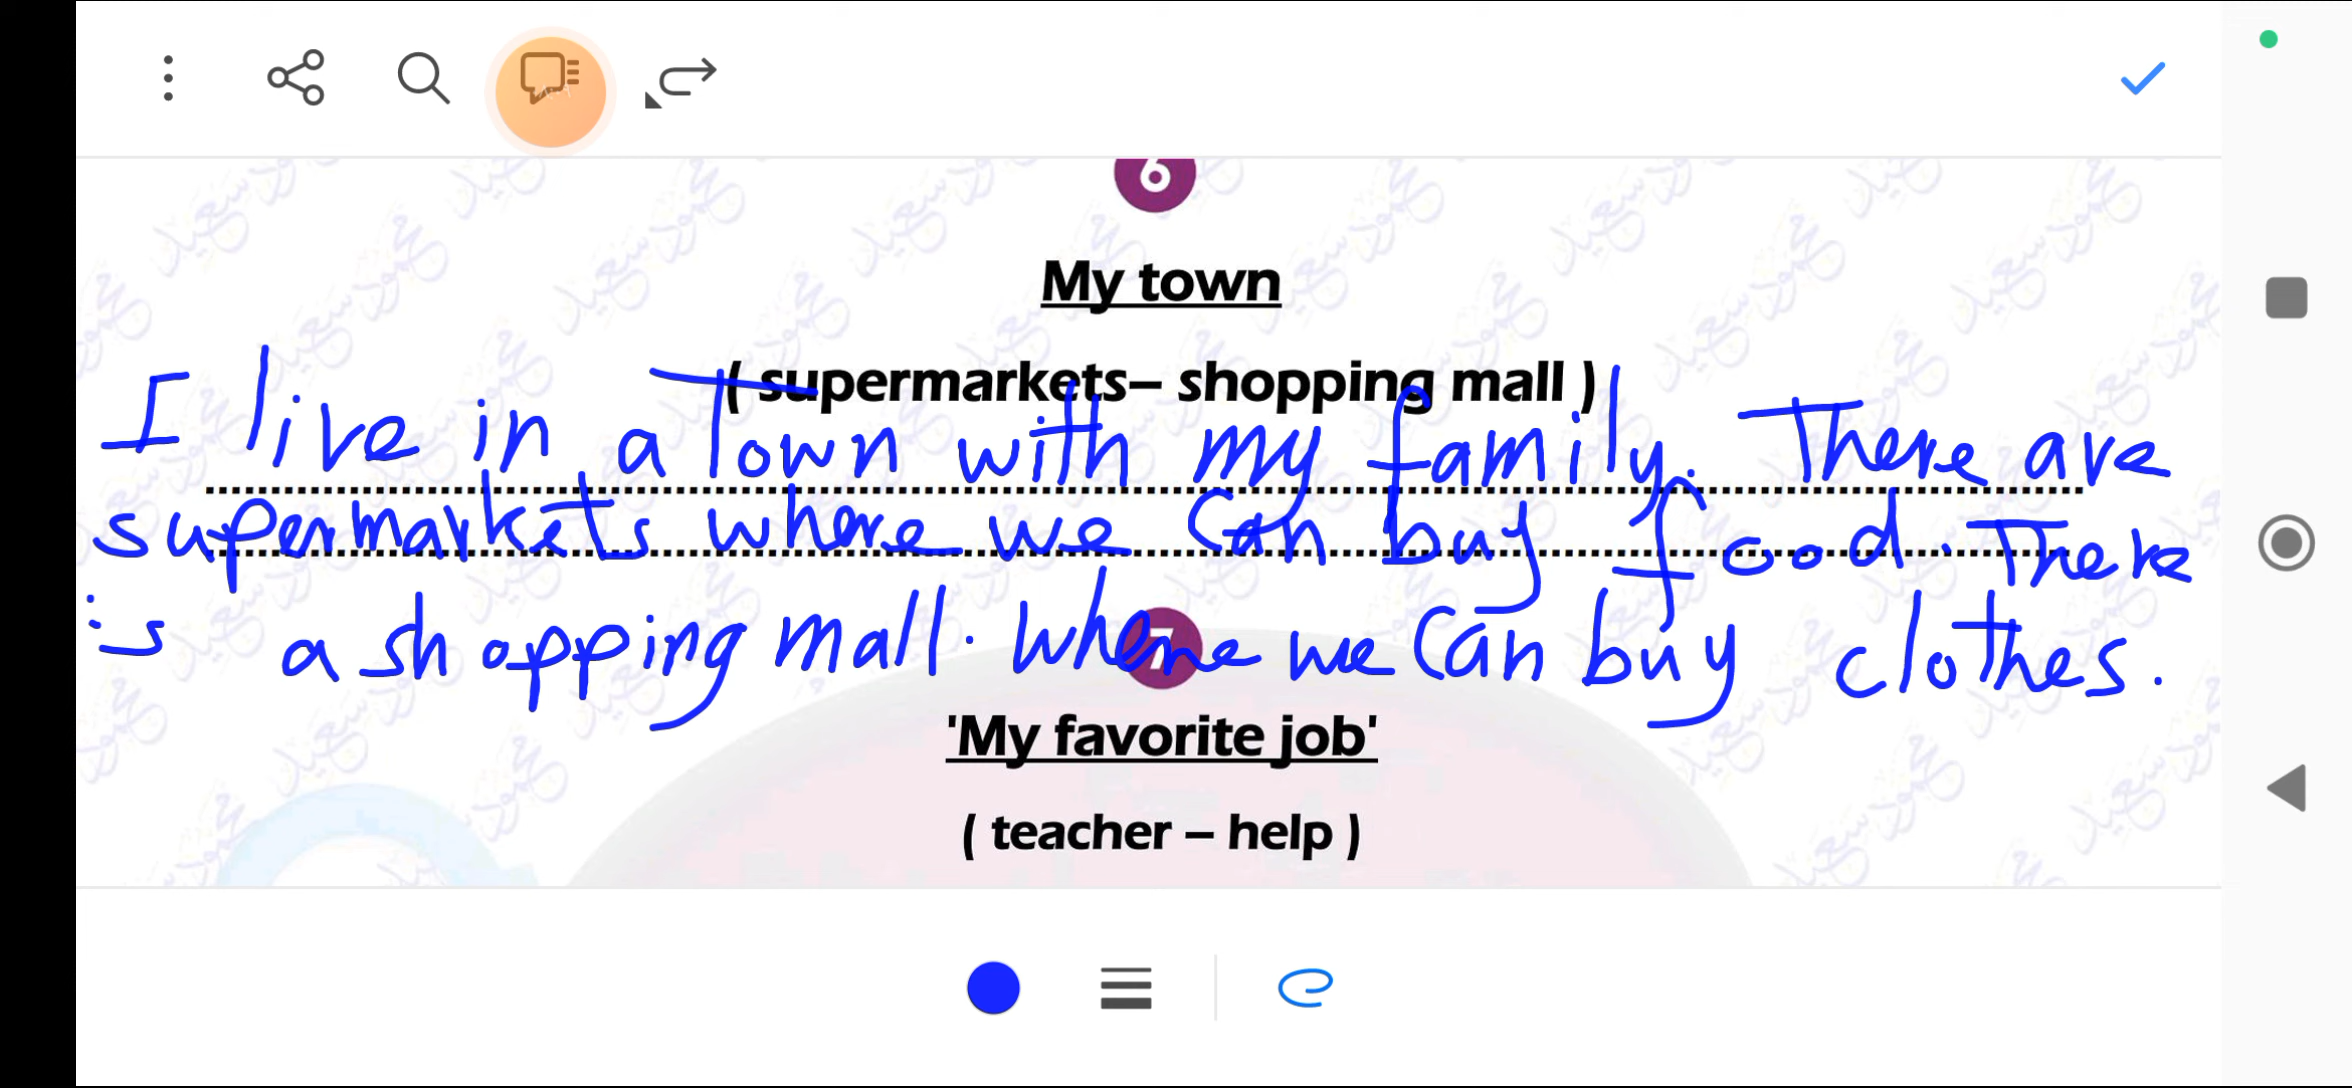 6
My town
( supermarkets– shopping mall )
I live in a Town with my family. There are
supermarkets where we can buy food. There
is a shopping mall. where we can buy clothes.
7
'My favorite job'
( teacher – help )